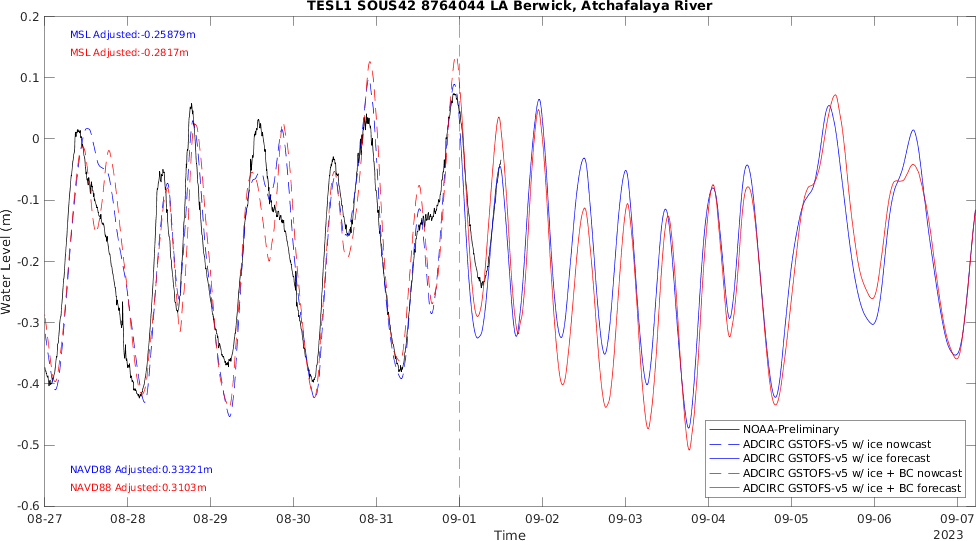 TESL1 SOUS42 8764044 LA Berwick, Atchafalaya River
MSL Adjusted:-0.25879m
MSL Adjusted:-0.2817m
0.2
0.1
0
-0.1
-0.2
-0.3
-0.4
-0.5
-0.6
Water Level (m)
NAVD88 Adjusted:0.33321m
NAVD88 Adjusted:0.3103m
NOAA-Preliminary
ADCIRC GSTOFS-v5 w/ ice nowcast
ADCIRC GSTOFS-v5 w/ ice forecast
ADCIRC GSTOFS-v5 w/ ice + BC nowcast
ADCIRC GSTOFS-v5 w/ ice + BC forecast
08-27 08-28 08-29 08-30 08-31 09-01 09-02 09-03 09-04 09-05 09-06 09-07
Time
2023